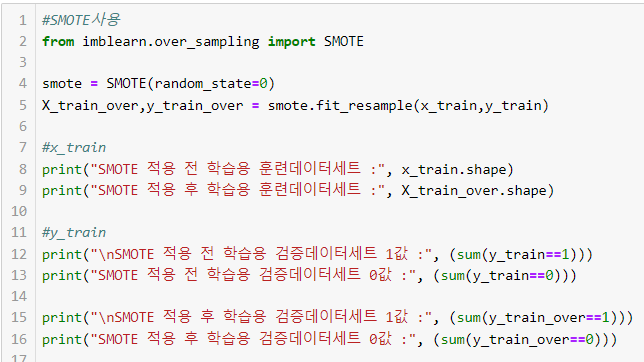 1 #SMOTE사용
2 from imblearn.over_sampling import SMOTE
3
4 smote = SMOTE(random_state=0)
5 X_train_over,y_train_over = smote.fit_resample(x_train,y_train)
6
7 #x_train
8 print("SMOTE 적용 전 학습용 훈련데이터세트 :", x_train.shape)
9 print("SMOTE 적용 후 학습용 훈련데이터세트 :", X_train_over.shape)
10
11 #y_train
12 print("\nSMOTE 적용 전 학습용 검증데이터세트 1값 :", (sum(y_train==1)))
13 print("SMOTE 적용 전 학습용 검증데이터세트 0값 :", (sum(y_train==0)))
14
15 print("\nSMOTE 적용 후 학습용 검증데이터세트 1값 :", (sum(y_train_over==1)))
16 print("SMOTE 적용 후 학습용 검증데이터세트 0값 :", (sum(y_train_over==0)))
17